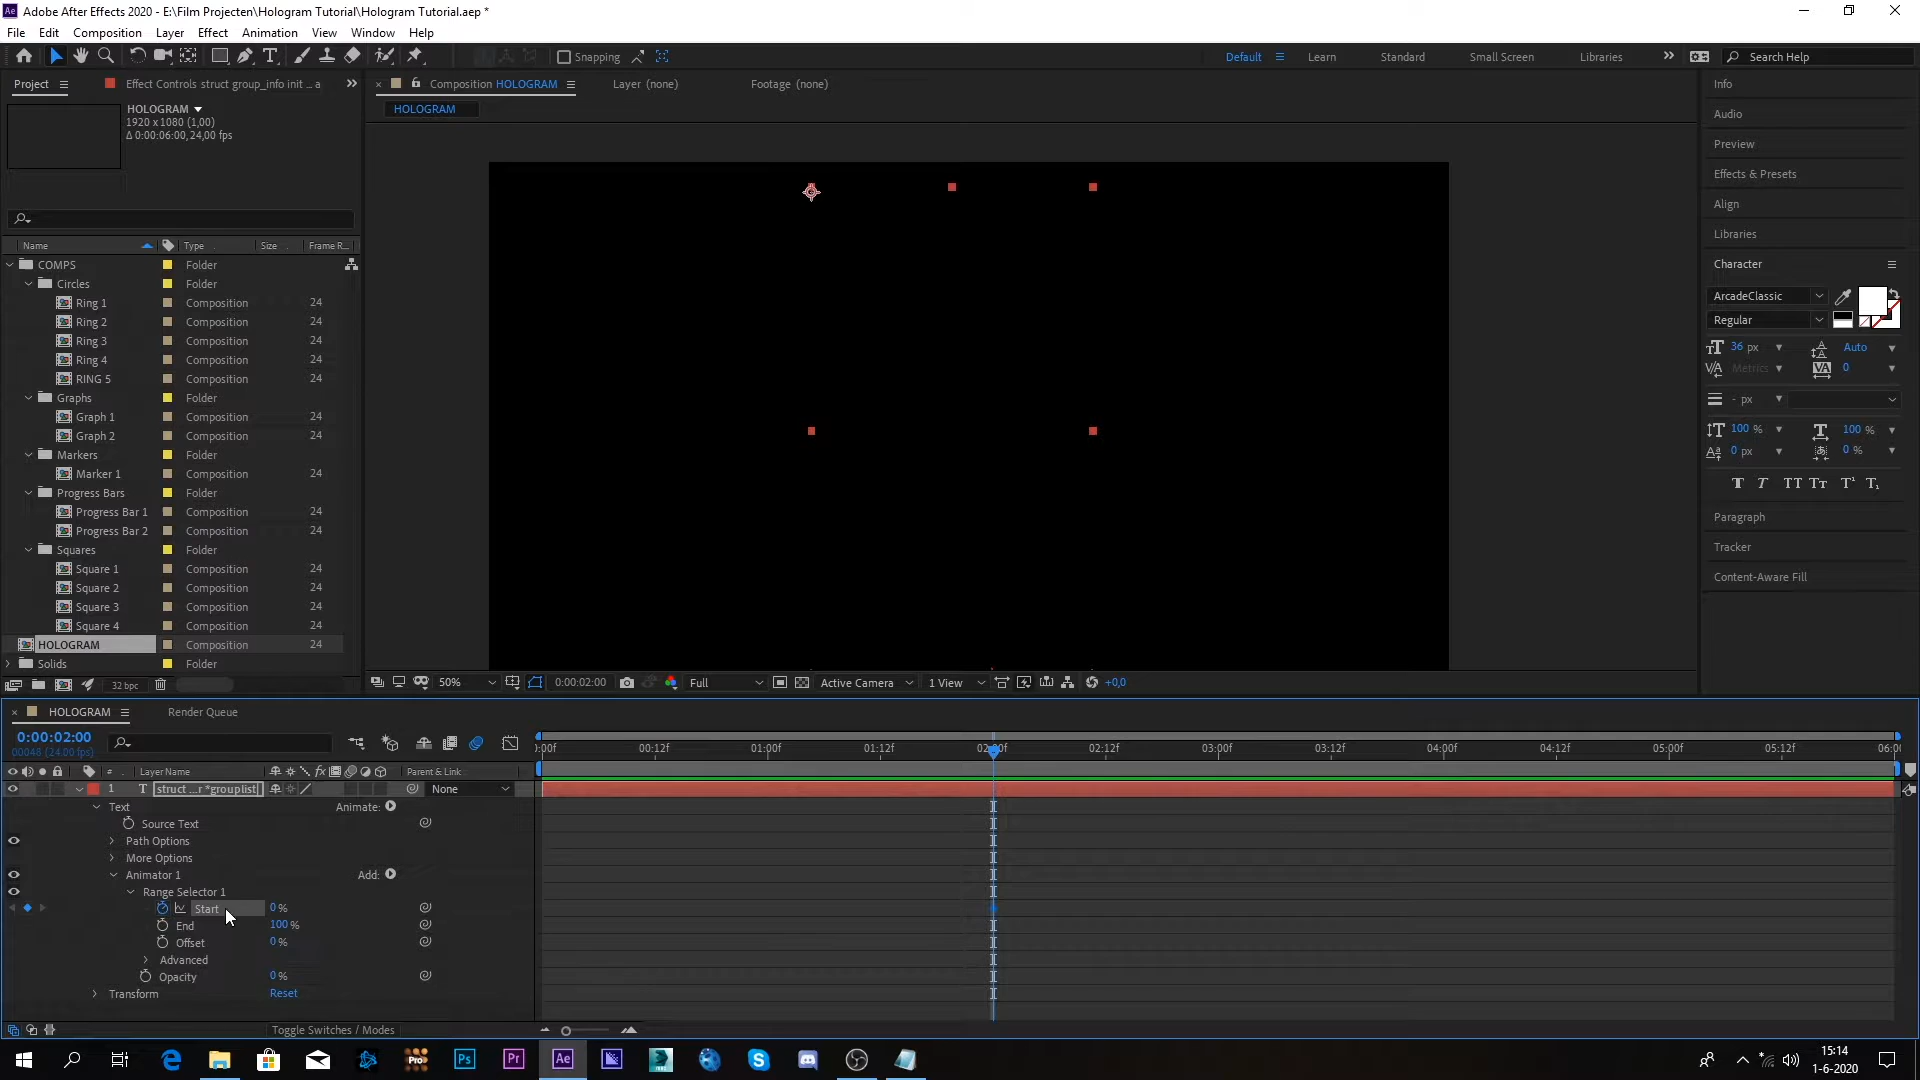 Adobe After Effects 2020 - E:\Film Projecten\Hologram Tutorial\Hologram Tutorial.aep *
File Edit Composition Layer Effect Animation View Window Help
Snapping
Default Learn Standard Small Screen Libraries Search Help
Project Effect Controls struct group_info init ... a
Composition HOLOGRAM Layer (none) Footage (none)
HOLOGRAM
HOLOGRAM
1920 x 1080 (1,00)
Δ 0:00:06:00, 24,00 fps
Name Type Size Frame R...
COMPS Folder
Circles Folder
Ring 1 Composition 24
Ring 2 Composition 24
Ring 3 Composition 24
Ring 4 Composition 24
RING 5 Composition 24
Graphs Folder
Graph 1 Composition 24
Graph 2 Composition 24
Markers Folder
Marker 1 Composition 24
Progress Bars Folder
Progress Bar 1 Composition 24
Progress Bar 2 Composition 24
Squares Folder
Square 1 Composition 24
Square 2 Composition 24
Square 3 Composition 24
Square 4 Composition 24
HOLOGRAM Composition 24
Solids Folder
32 bpc
50% 0:00:02:00 Full Active Camera 1 View +0,0
Info
Audio
Preview
Effects & Presets
Align
Libraries
Character
ArcadeClassic
Regular
36 px Auto
Metrics 0
- px
100 % 100 %
0 px 0 %
T T TT Tt T¹ T₁
Paragraph
Tracker
Content-Aware Fill
HOLOGRAM Render Queue
0:00:02:00
00048 (24.00 fps)
:00f 00:12f 01:00f 01:12f 02:00f 02:12f 03:00f 03:12f 04:00f 04:12f 05:00f 05:12f 06:00
# Layer Name fx Parent & Link
1 T struct ...r *grouplist None
Text Animate:
Source Text
Path Options
More Options
Animator 1 Add:
Range Selector 1
Start 0 %
End 100 %
Offset 0 %
Advanced
Opacity 0 %
Transform Reset
Toggle Switches / Modes
Pro Ps Pr Ae
15:14
1-6-2020